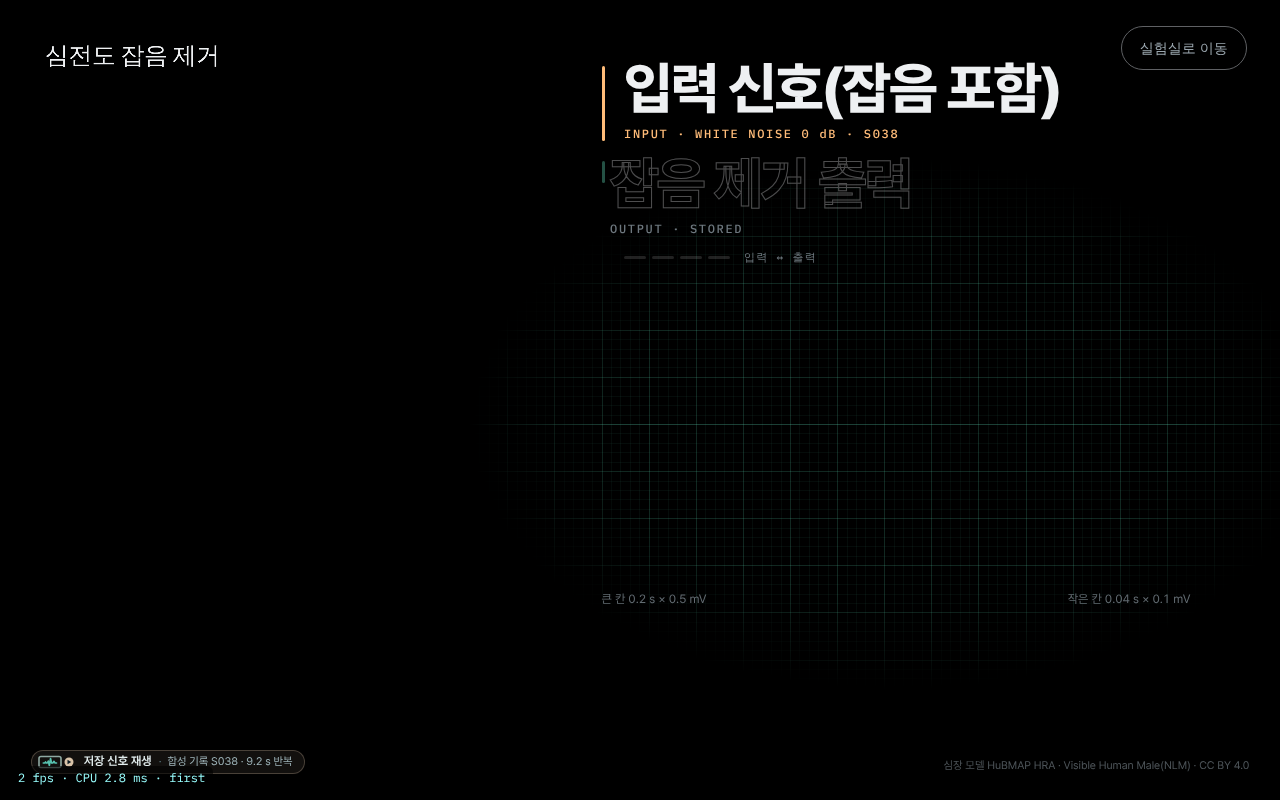 심전도 잡음 제거
실험실로 이동
입력 신호(잡음 포함)
INPUT · WHITE NOISE 0 dB · S038
잡음 제거 출력
OUTPUT · STORED
입력 ↔ 출력
큰 칸 0.2 s × 0.5 mV
작은 칸 0.04 s × 0.1 mV
저장 신호 재생 · 합성 기록 S038 · 9.2 s 반복
2 fps · CPU 2.8 ms · first
심장 모델 HuBMAP HRA · Visible Human Male(NLM) · CC BY 4.0